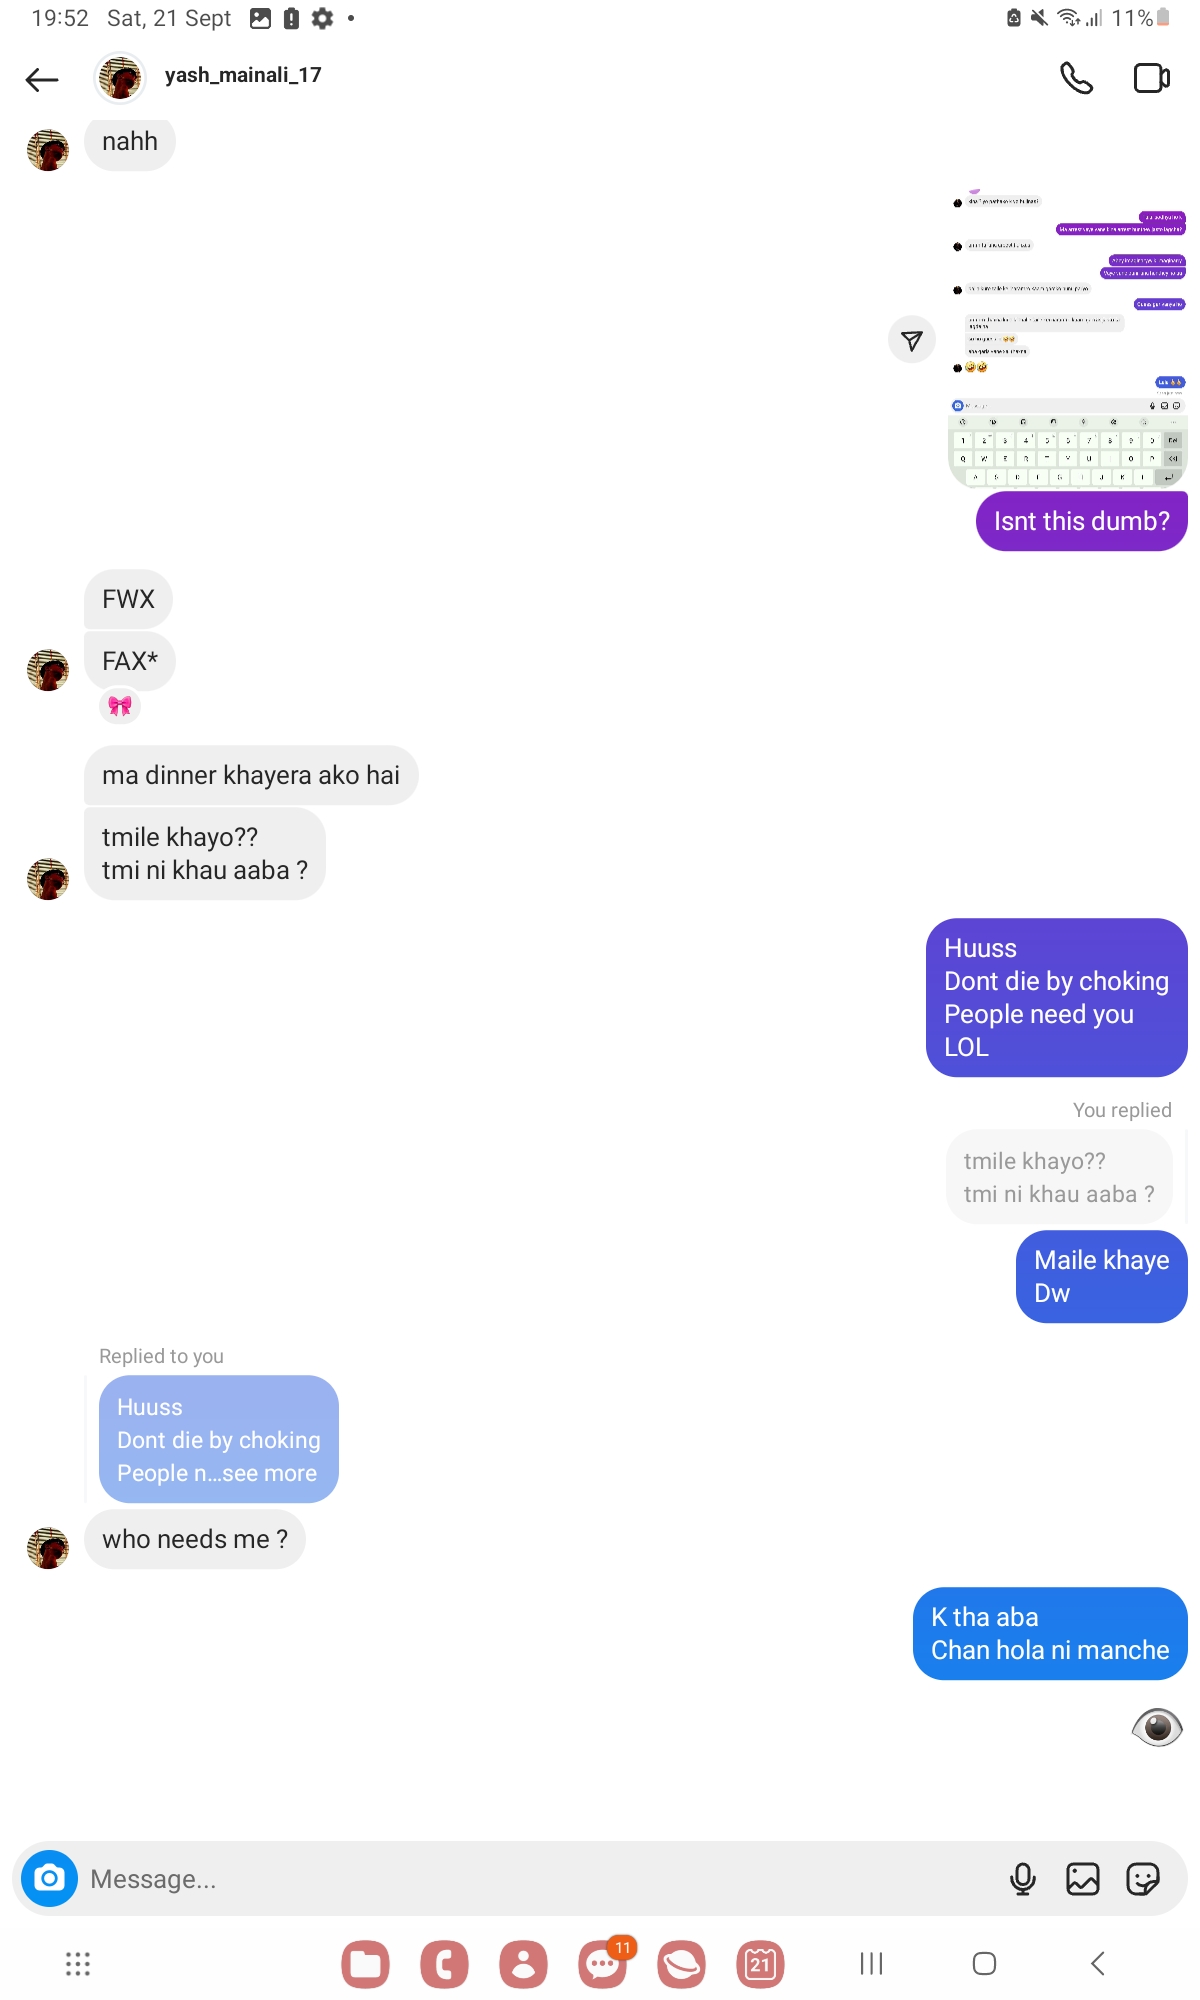 19:52 Sat, 21 Sept
11%
yash_mainali_17
nahh
Isnt this dumb?
FWX
FAX*
ma dinner khayera ako hai
tmile khayo??
tmi ni khau aaba ?
Huuss
Dont die by choking
People need you
LOL
You replied
tmile khayo??
tmi ni khau aaba ?
Maile khaye
Dw
Replied to you
Huuss
Dont die by choking
People n...see more
who needs me ?
K tha aba
Chan hola ni manche
Message...
11
21